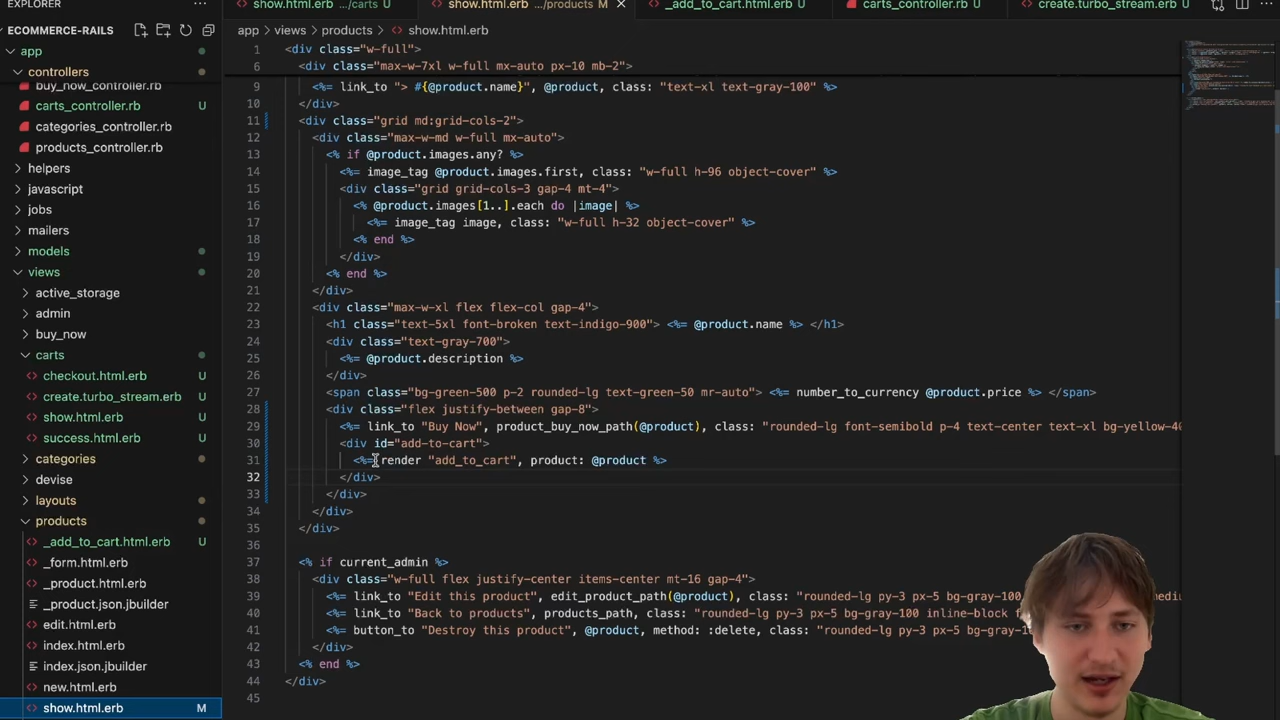 EXPLORER
show.html.erb .../carts U
show.html.erb .../products M
_add_to_cart.html.erb U
carts_controller.rb U
create.turbo_stream.erb U
ECOMMERCE-RAILS
app > views > products > show.html.erb
app
controllers
buy_now_controller.rb
carts_controller.rb U
categories_controller.rb
products_controller.rb
helpers
javascript
jobs
mailers
models
views
active_storage
admin
buy_now
carts
checkout.html.erb U
create.turbo_stream.erb U
show.html.erb U
success.html.erb U
categories
devise
layouts
products
_add_to_cart.html.erb U
_form.html.erb
_product.html.erb
_product.json.jbuilder
edit.html.erb
index.html.erb
index.json.jbuilder
new.html.erb
show.html.erb M
1 <div class="w-full">
6 <div class="max-w-7xl w-full mx-auto px-10 mb-2">
9 <%= link_to "> #{@product.name}", @product, class: "text-xl text-gray-100" %>
10 </div>
11 <div class="grid md:grid-cols-2">
12 <div class="max-w-md w-full mx-auto">
13 <% if @product.images.any? %>
14 <%= image_tag @product.images.first, class: "w-full h-96 object-cover" %>
15 <div class="grid grid-cols-3 gap-4 mt-4">
16 <% @product.images[1..].each do |image| %>
17 <%= image_tag image, class: "w-full h-32 object-cover" %>
18 <% end %>
19 </div>
20 <% end %>
21 </div>
22 <div class="max-w-xl flex flex-col gap-4">
23 <h1 class="text-5xl font-broken text-indigo-900"> <%= @product.name %> </h1>
24 <div class="text-gray-700">
25 <%= @product.description %>
26 </div>
27 <span class="bg-green-500 p-2 rounded-lg text-green-50 mr-auto"> <%= number_to_currency @product.price %> </span>
28 <div class="flex justify-between gap-8">
29 <%= link_to "Buy Now", product_buy_now_path(@product), class: "rounded-lg font-semibold p-4 text-center text-xl bg-yellow-40
30 <div id="add-to-cart">
31 <%= render "add_to_cart", product: @product %>
32 </div>
33 </div>
34 </div>
35 </div>
36
37 <% if current_admin %>
38 <div class="w-full flex justify-center items-center mt-16 gap-4">
39 <%= link_to "Edit this product", edit_product_path(@product), class: "rounded-lg py-3 px-5 bg-gray-100
40 <%= link_to "Back to products", products_path, class: "rounded-lg py-3 px-5 bg-gray-100 inline-block f
41 <%= button_to "Destroy this product", @product, method: :delete, class: "rounded-lg py-3 px-5 bg-gray-1
42 </div>
43 <% end %>
44 </div>
45